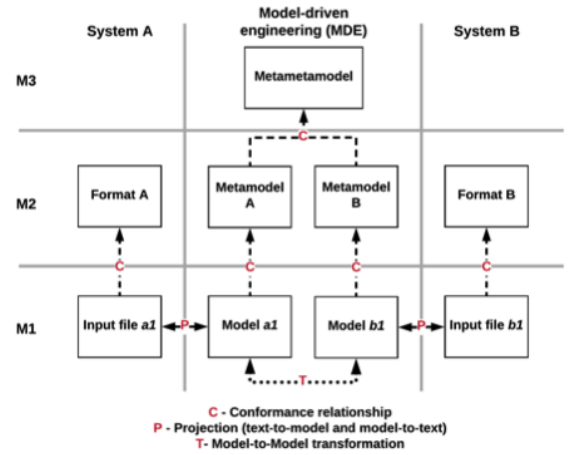 System A
Model-driven
engineering (MDE)
System B
M3
Metametamodel
C
M2
Format A
Metamodel
A
Metamodel
B
Format B
C
C
C
C
M1
Input file a1
P
Model a1
Model b1
P
Input file b1
T
C - Conformance relationship
P - Projection (text-to-model and model-to-text)
T- Model-to-Model transformation